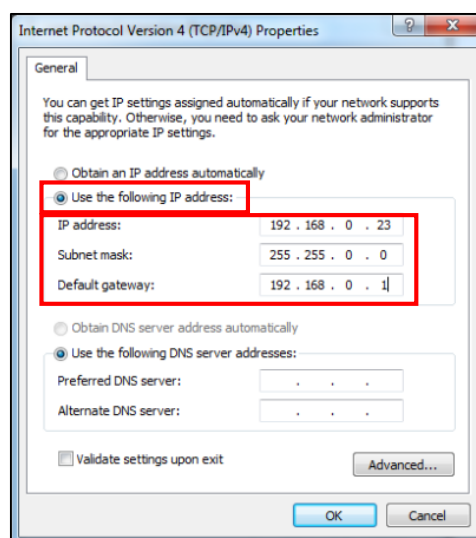 Internet Protocol Version 4 (TCP/IPv4) Properties
General
You can get IP settings assigned automatically if your network supports
this capability. Otherwise, you need to ask your network administrator
for the appropriate IP settings.
Obtain an IP address automatically
Use the following IP address:
IP address: 192 . 168 . 0 . 23
Subnet mask: 255 . 255 . 0 . 0
Default gateway: 192 . 168 . 0 . 1
Obtain DNS server address automatically
Use the following DNS server addresses:
Preferred DNS server: . . .
Alternate DNS server: . . .
Validate settings upon exit
Advanced...
OK Cancel